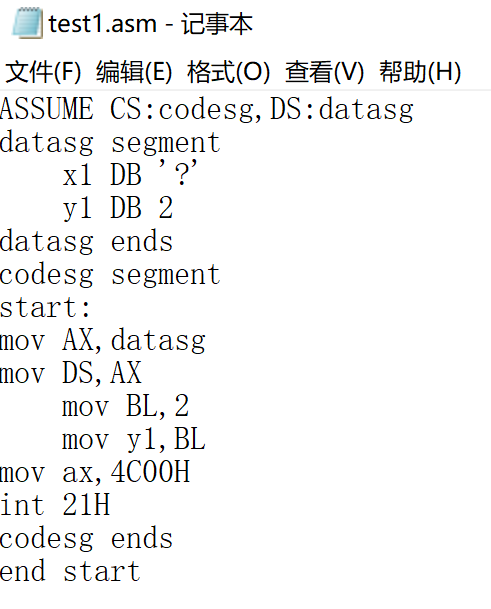 test1.asm - 记事本
文件(F) 编辑(E) 格式(O) 查看(V) 帮助(H)
ASSUME CS:codesg,DS:datasg
datasg segment
    x1 DB '?'
    y1 DB 2
datasg ends
codesg segment
start:
mov AX,datasg
mov DS,AX
    mov BL,2
    mov y1,BL
mov ax,4C00H
int 21H
codesg ends
end start